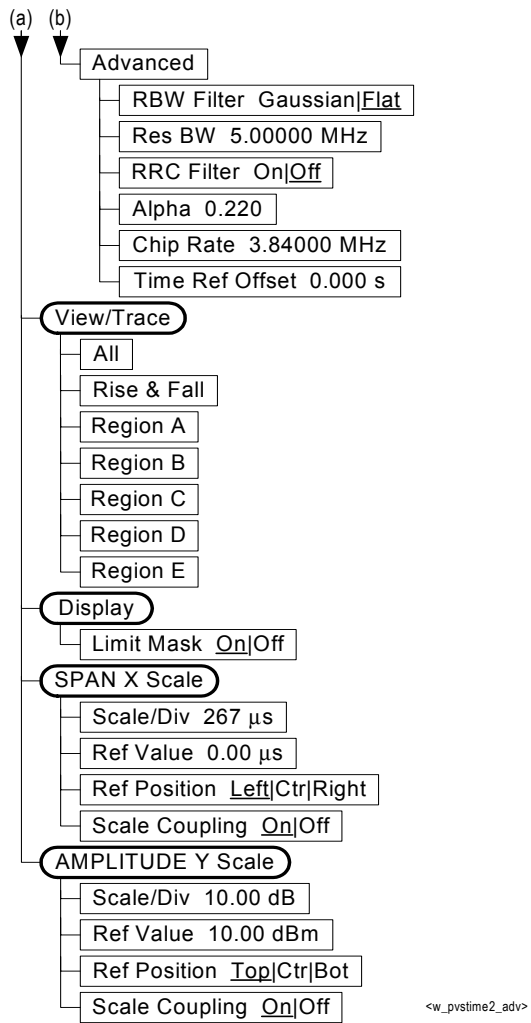 (a) (b)
Advanced
RBW Filter Gaussian|Flat
Res BW 5.00000 MHz
RRC Filter On|Off
Alpha 0.220
Chip Rate 3.84000 MHz
Time Ref Offset 0.000 s
View/Trace
All
Rise & Fall
Region A
Region B
Region C
Region D
Region E
Display
Limit Mask On|Off
SPAN X Scale
Scale/Div 267 μs
Ref Value 0.00 μs
Ref Position Left|Ctr|Right
Scale Coupling On|Off
AMPLITUDE Y Scale
Scale/Div 10.00 dB
Ref Value 10.00 dBm
Ref Position Top|Ctr|Bot
Scale Coupling On|Off
<w_pvstime2_adv>